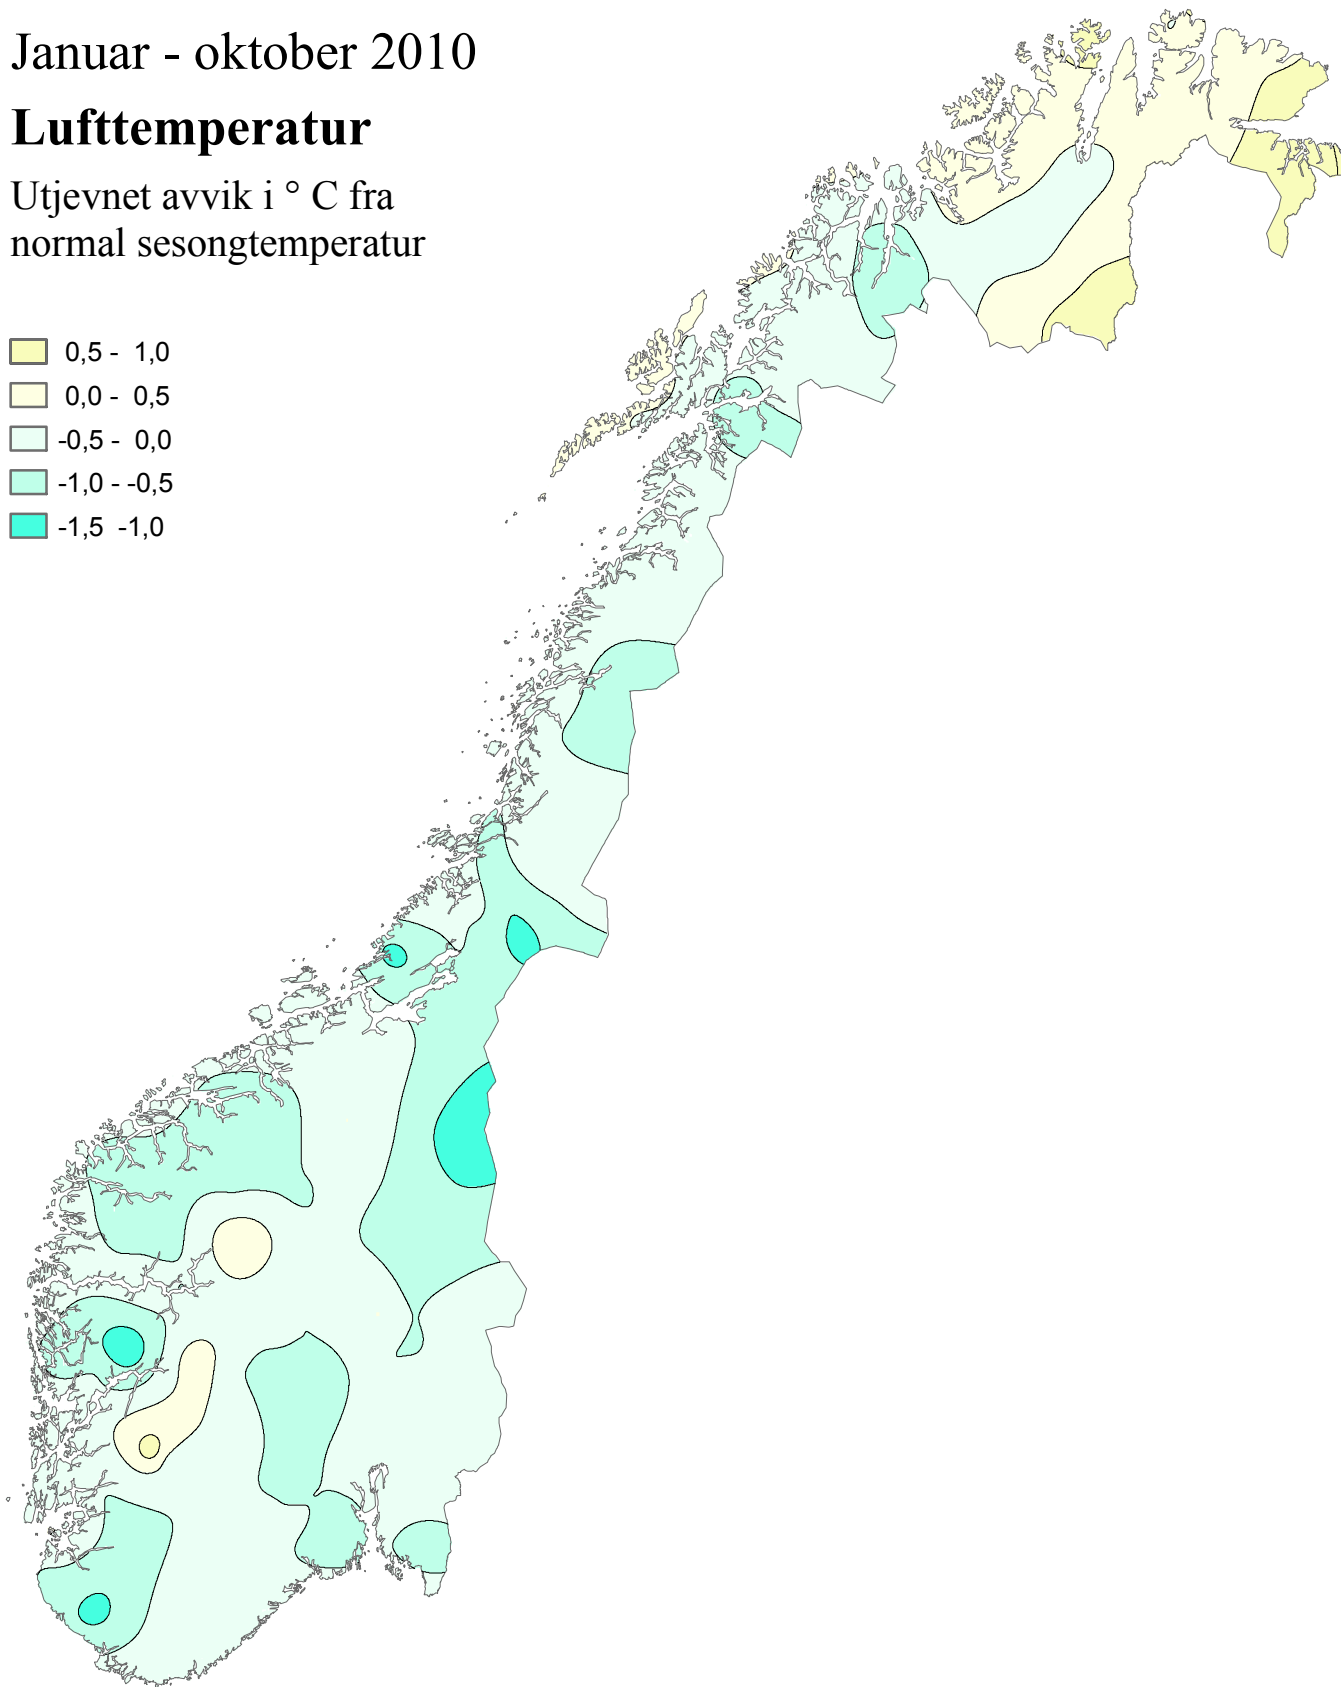 Januar - oktober 2010
Lufttemperatur
Utjevnet avvik i ° C fra
normal sesongtemperatur
0,5 - 1,0
0,0 - 0,5
-0,5 - 0,0
-1,0 - -0,5
-1,5 -1,0